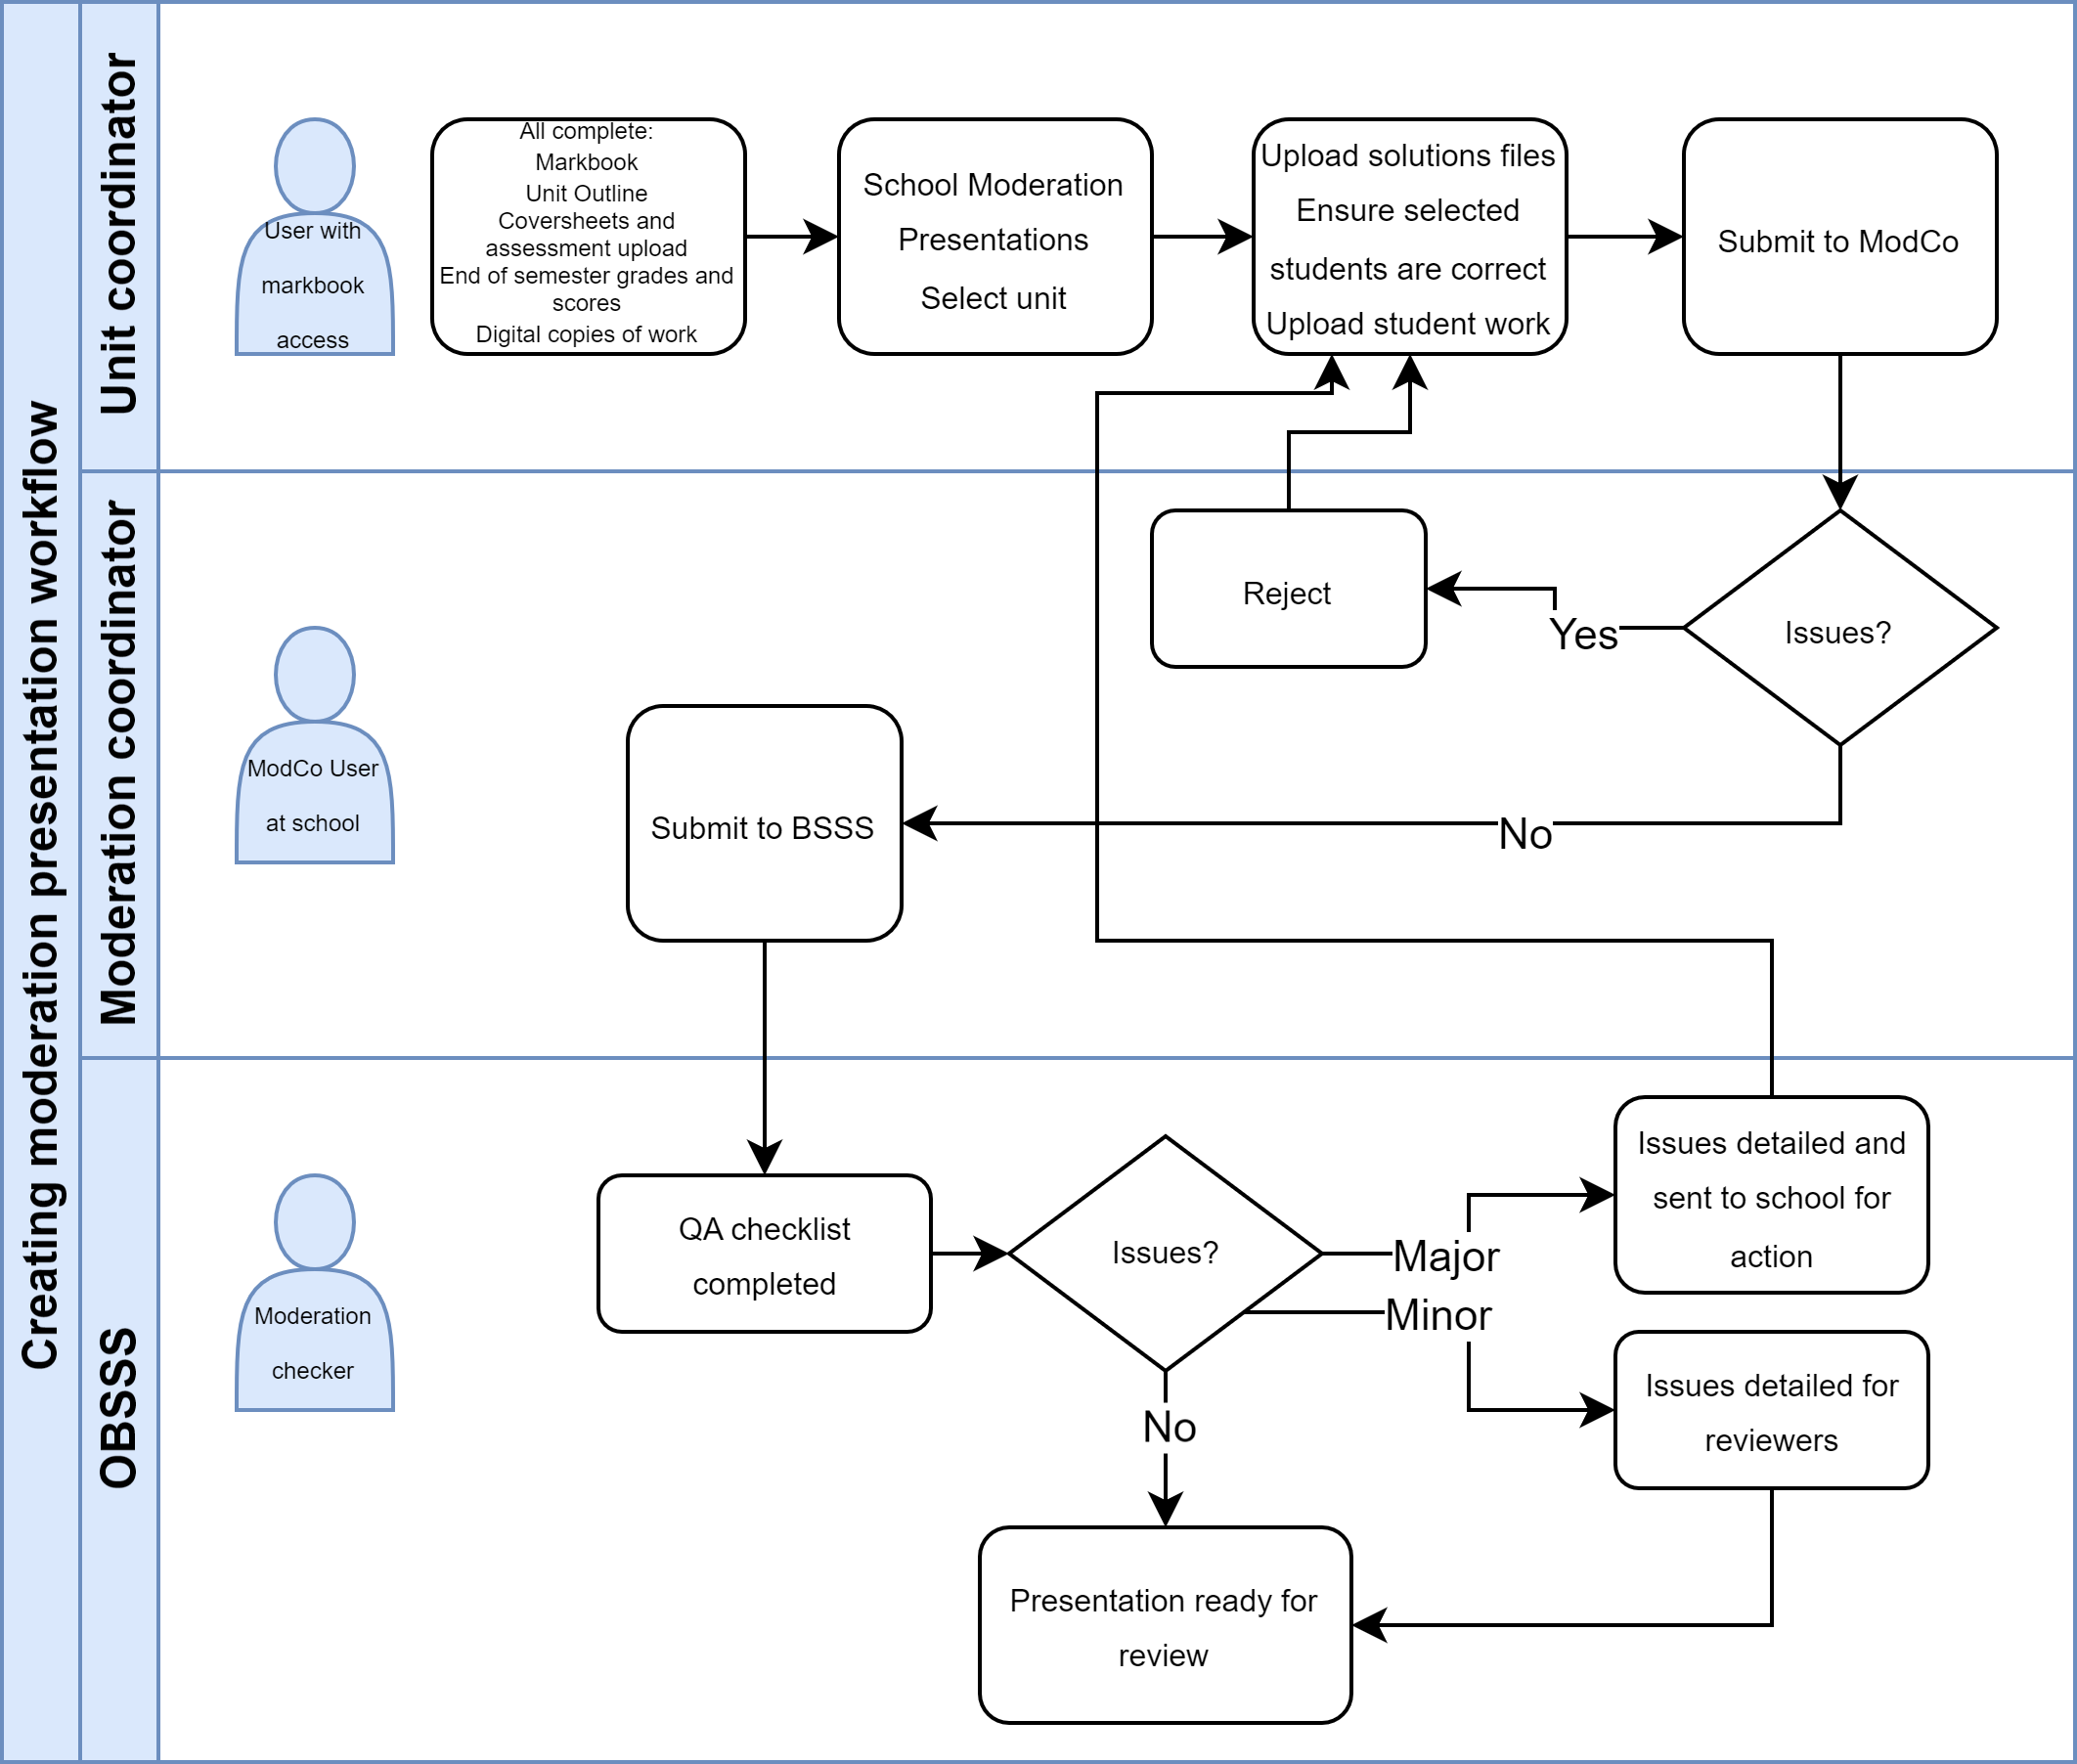 Creating moderation presentation workflow
Unit coordinator
User with
markbook
access
All complete:
Markbook
Unit Outline
Coversheets and
assessment upload
End of semester grades and
scores
Digital copies of work
School Moderation
Presentations
Select unit
Upload solutions files
Ensure selected
students are correct
Upload student work
Submit to ModCo
Moderation coordinator
ModCo User
at school
Reject
Yes
Issues?
Submit to BSSS
No
OBSSS
Moderation
checker
QA checklist
completed
Issues?
Major
Minor
No
Issues detailed and
sent to school for
action
Issues detailed for
reviewers
Presentation ready for
review